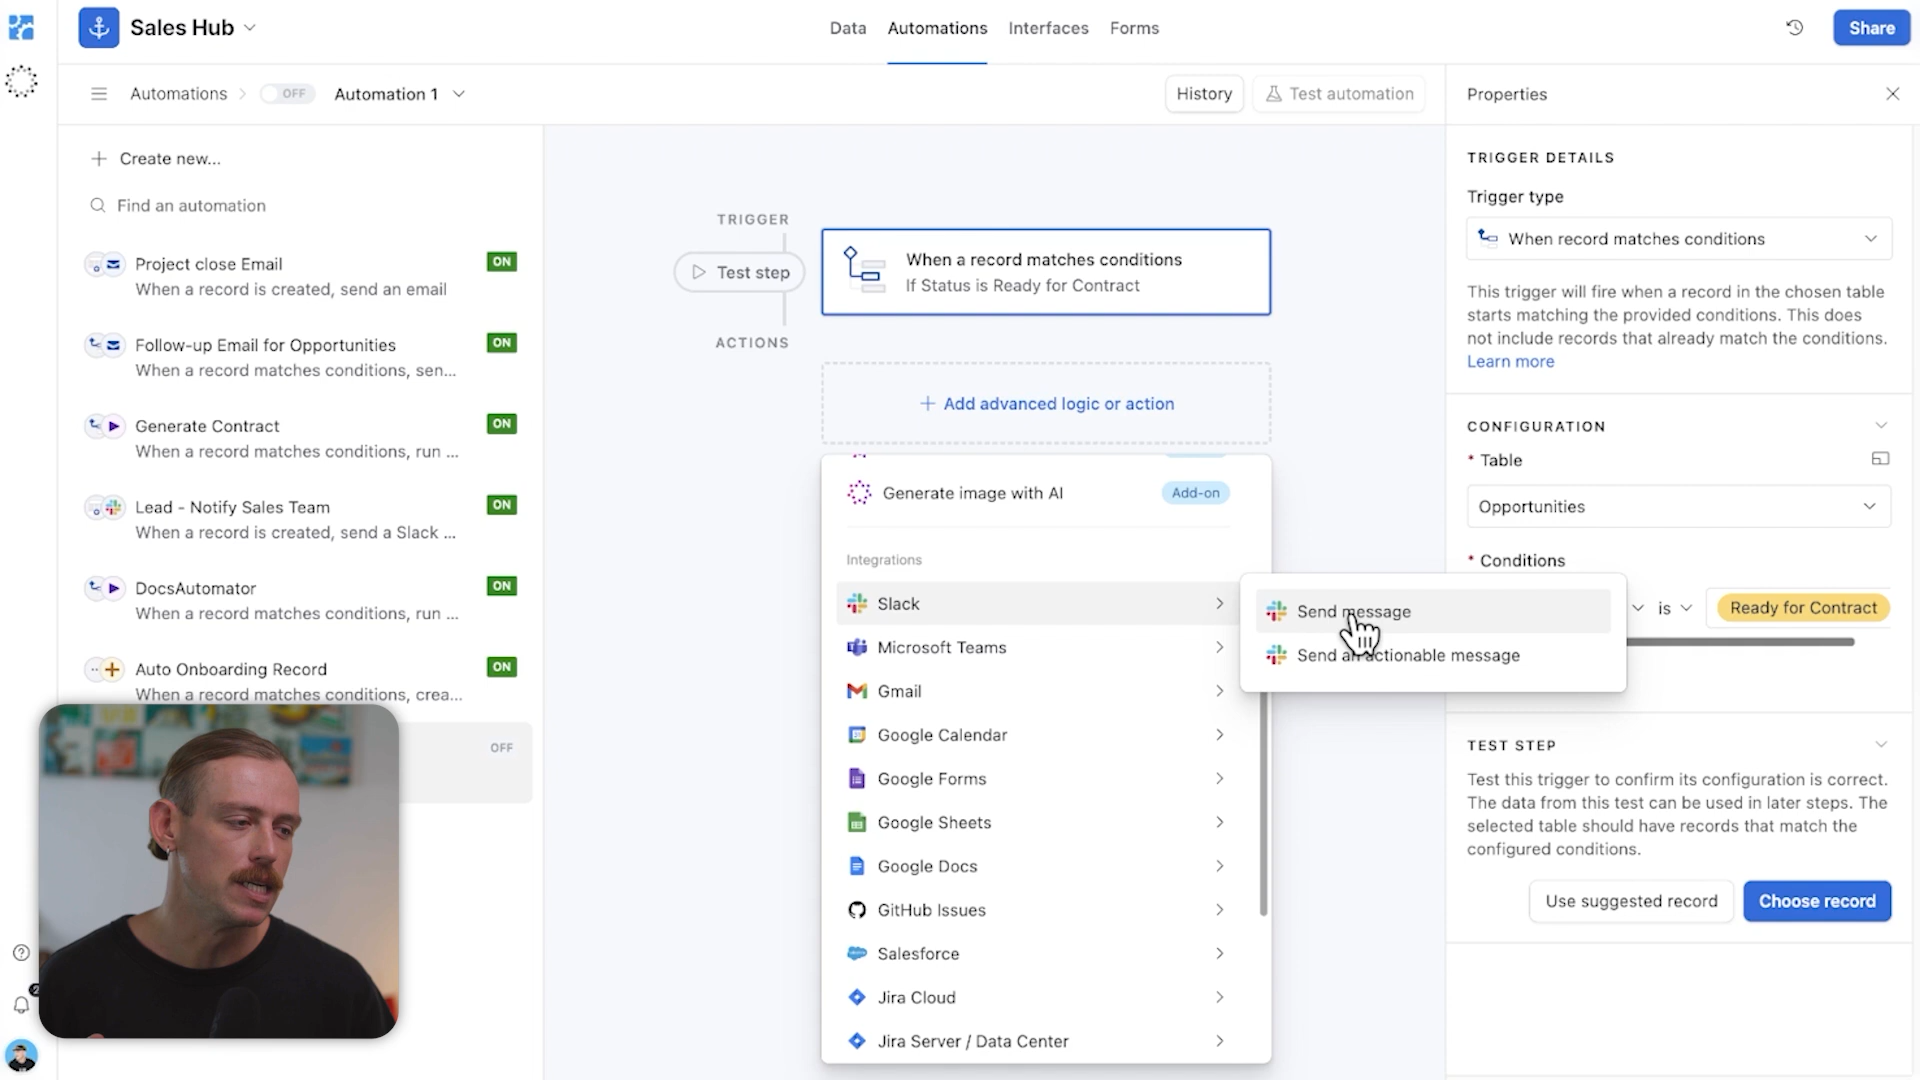 Sales Hub
Data
Automations
Interfaces
Forms
Share
Automations
OFF
Automation 1
History
Test automation
Properties
Create new...
Find an automation
Project close Email
ON
When a record is created, send an email
Follow-up Email for Opportunities
ON
When a record matches conditions, sen...
Generate Contract
ON
When a record matches conditions, run ...
Lead - Notify Sales Team
ON
When a record is created, send a Slack ...
DocsAutomator
ON
When a record matches conditions, run ...
Auto Onboarding Record
ON
When a record matches conditions, crea...
OFF
2
TRIGGER
Test step
When a record matches conditions
If Status is Ready for Contract
ACTIONS
+ Add advanced logic or action
Generate image with AI
Add-on
Integrations
Slack
Microsoft Teams
Gmail
Google Calendar
Google Forms
Google Sheets
Google Docs
GitHub Issues
Salesforce
Jira Cloud
Jira Server / Data Center
Send message
Send an actionable message
TRIGGER DETAILS
Trigger type
When record matches conditions
This trigger will fire when a record in the chosen table
starts matching the provided conditions. This does
not include records that already match the conditions.
Learn more
CONFIGURATION
* Table
Opportunities
* Conditions
is
Ready for Contract
TEST STEP
Test this trigger to confirm its configuration is correct.
The data from this test can be used in later steps. The
selected table should have records that match the
configured conditions.
Use suggested record
Choose record